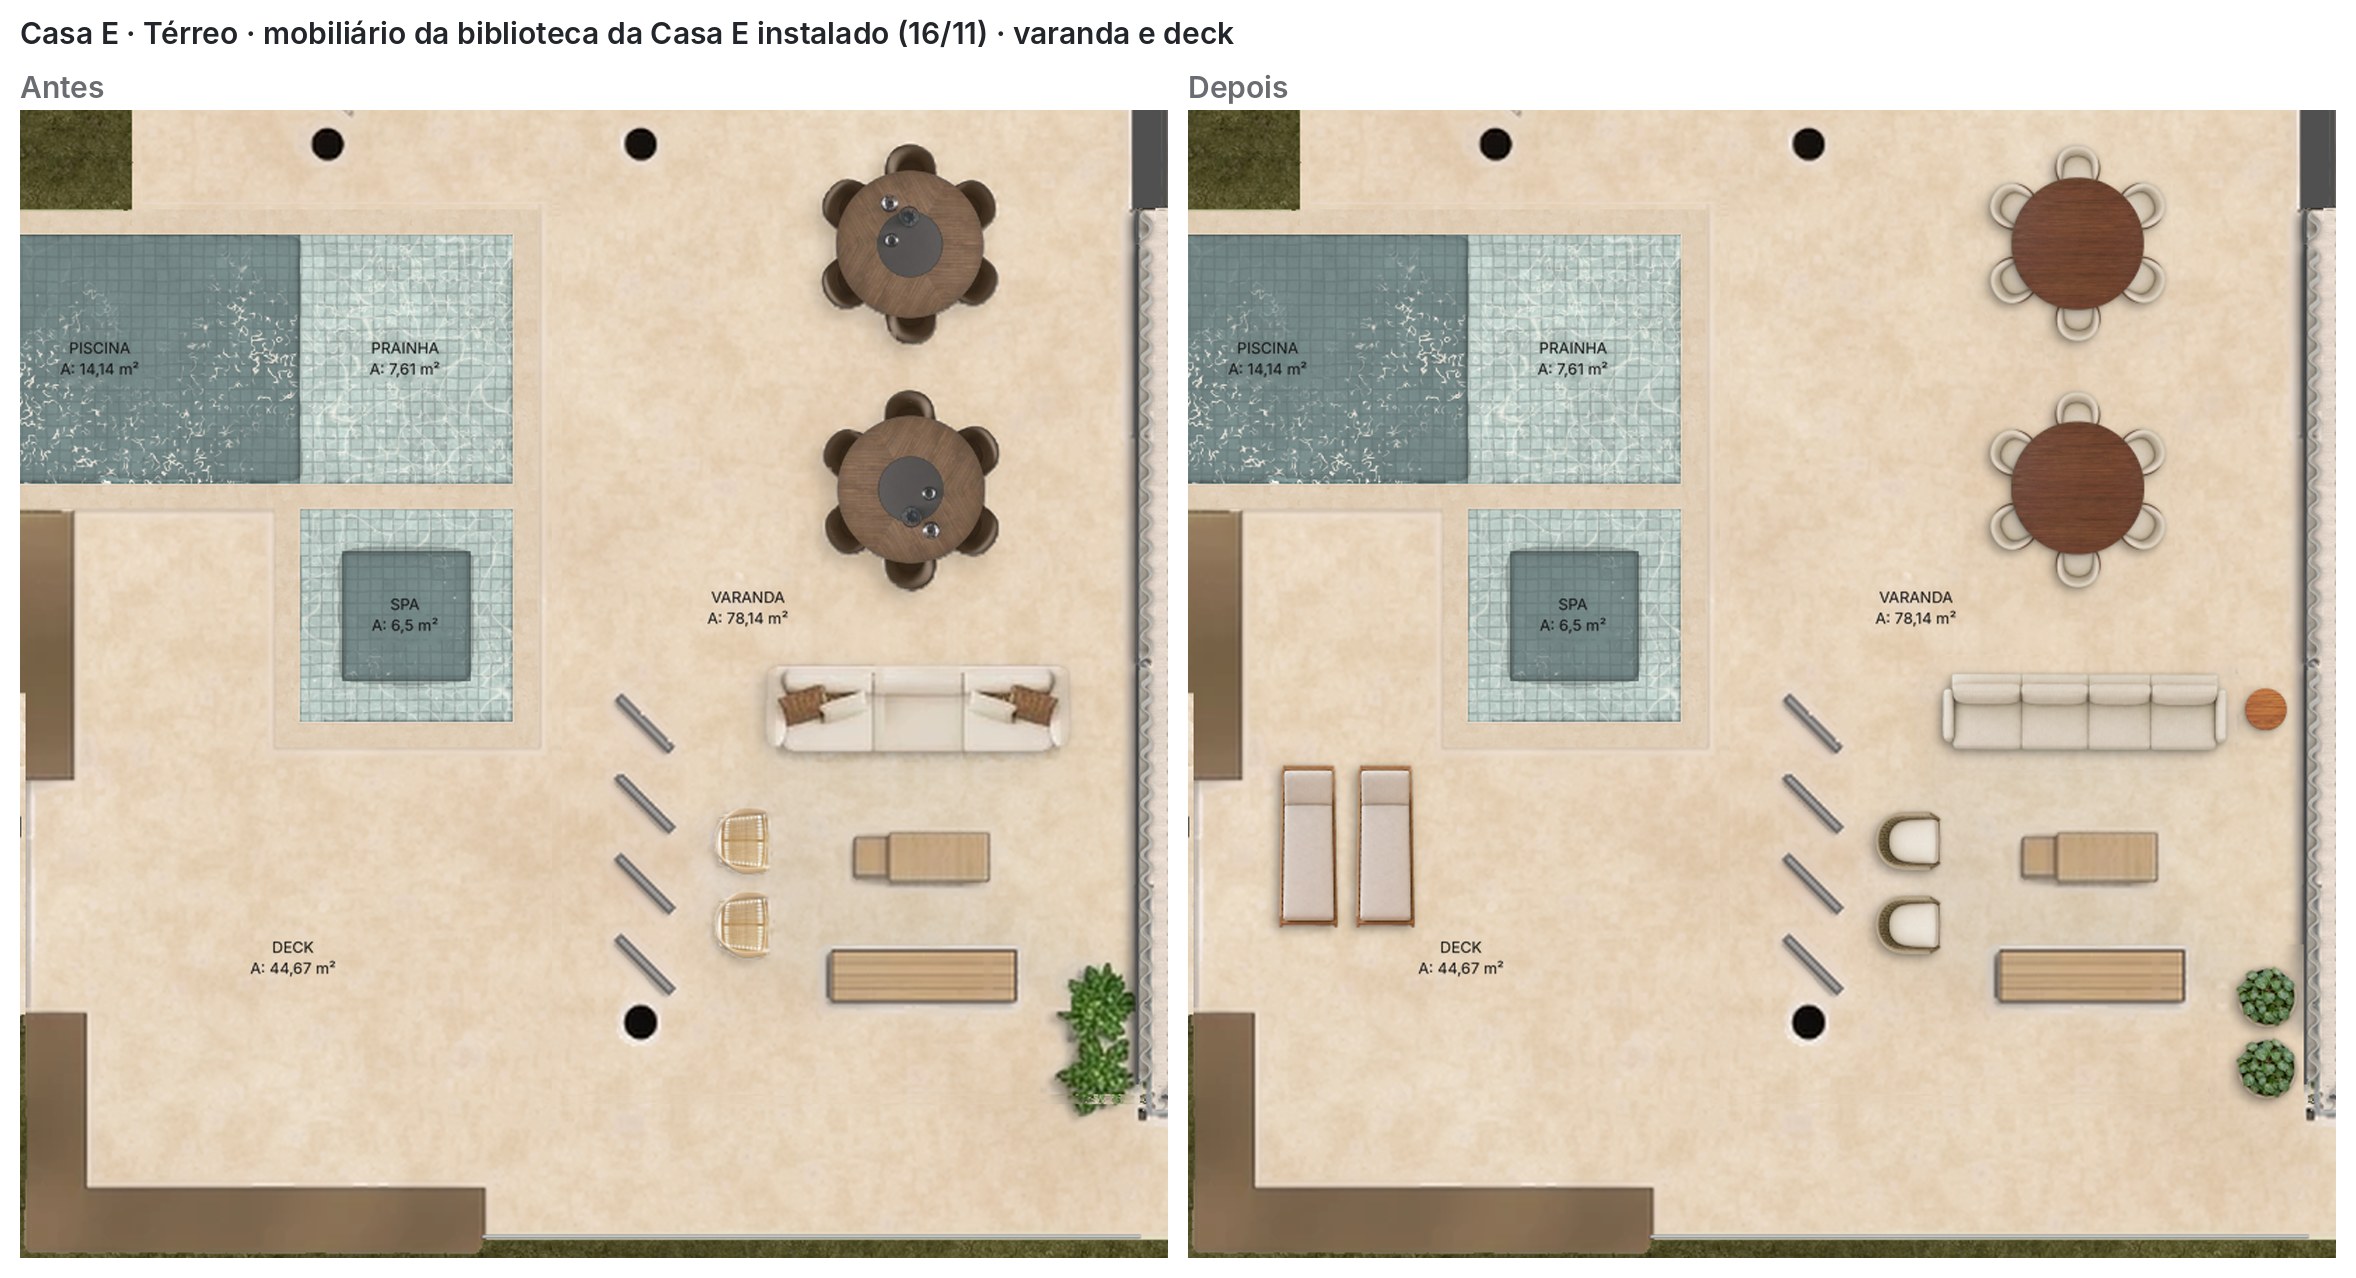 Casa E · Térreo · mobiliário da biblioteca da Casa E instalado (16/11) · varanda e deck
Antes
PISCINA
A: 14,14 m²
PRAINHA
A: 7,61 m²
SPA
A: 6,5 m²
VARANDA
A: 78,14 m²
DECK
A: 44,67 m²
Depois
PISCINA
A: 14,14 m²
PRAINHA
A: 7,61 m²
SPA
A: 6,5 m²
VARANDA
A: 78,14 m²
DECK
A: 44,67 m²